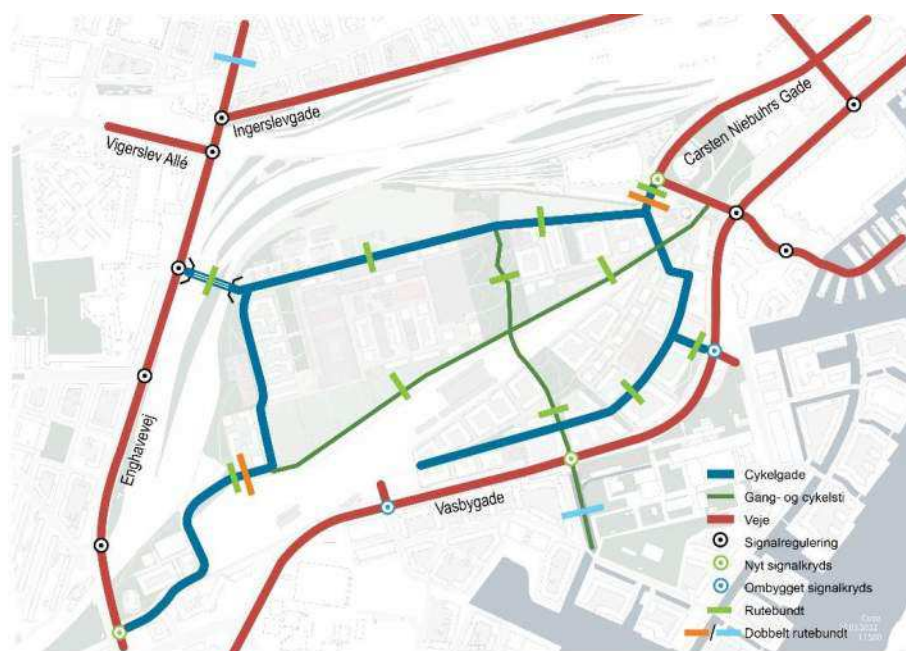 Ingerslevgade
Vigerslev Allé
Carsten Niebuhrs Gade
Enghavevej
Vasbygade
Cykelgade
Gang- og cykelsti
Veje
Signalregulering
Nyt signalkryds
Ombygget signalkryds
Rutebundt
Dobbelt rutebundt